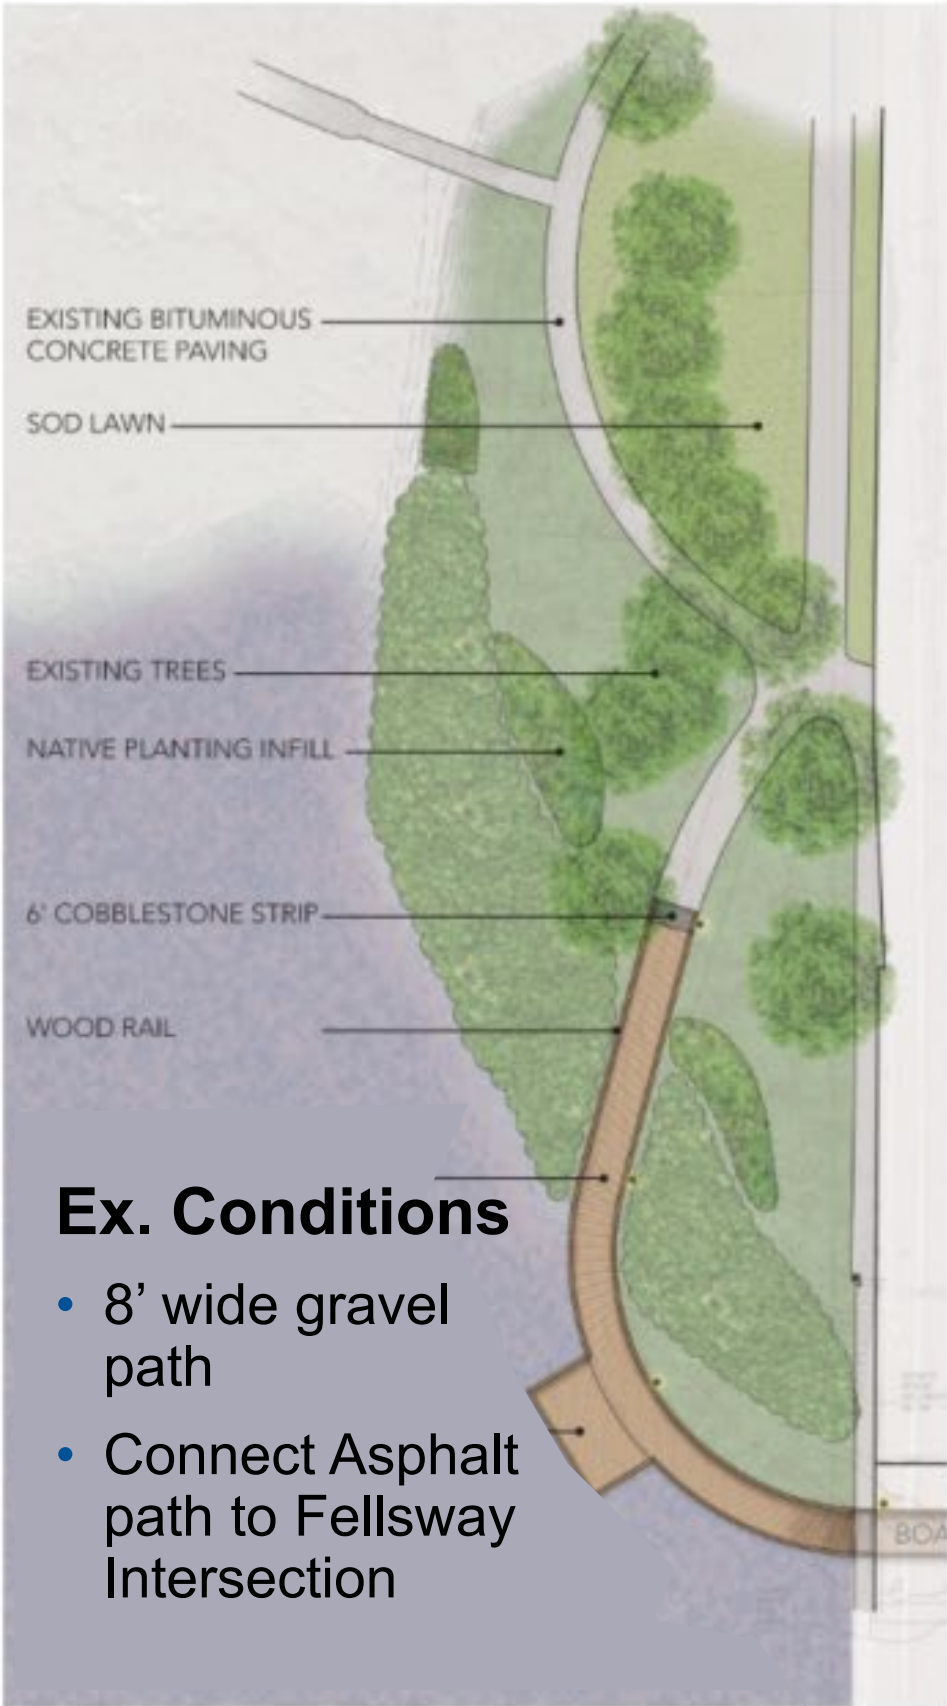 EXISTING BITUMINOUS
CONCRETE PAVING
SOD LAWN
EXISTING TREES
NATIVE PLANTING INFILL
6' COBBLESTONE STRIP
WOOD RAIL
Ex. Conditions
• 8’ wide gravel
path
• Connect Asphalt
path to Fellsway
Intersection
BOA